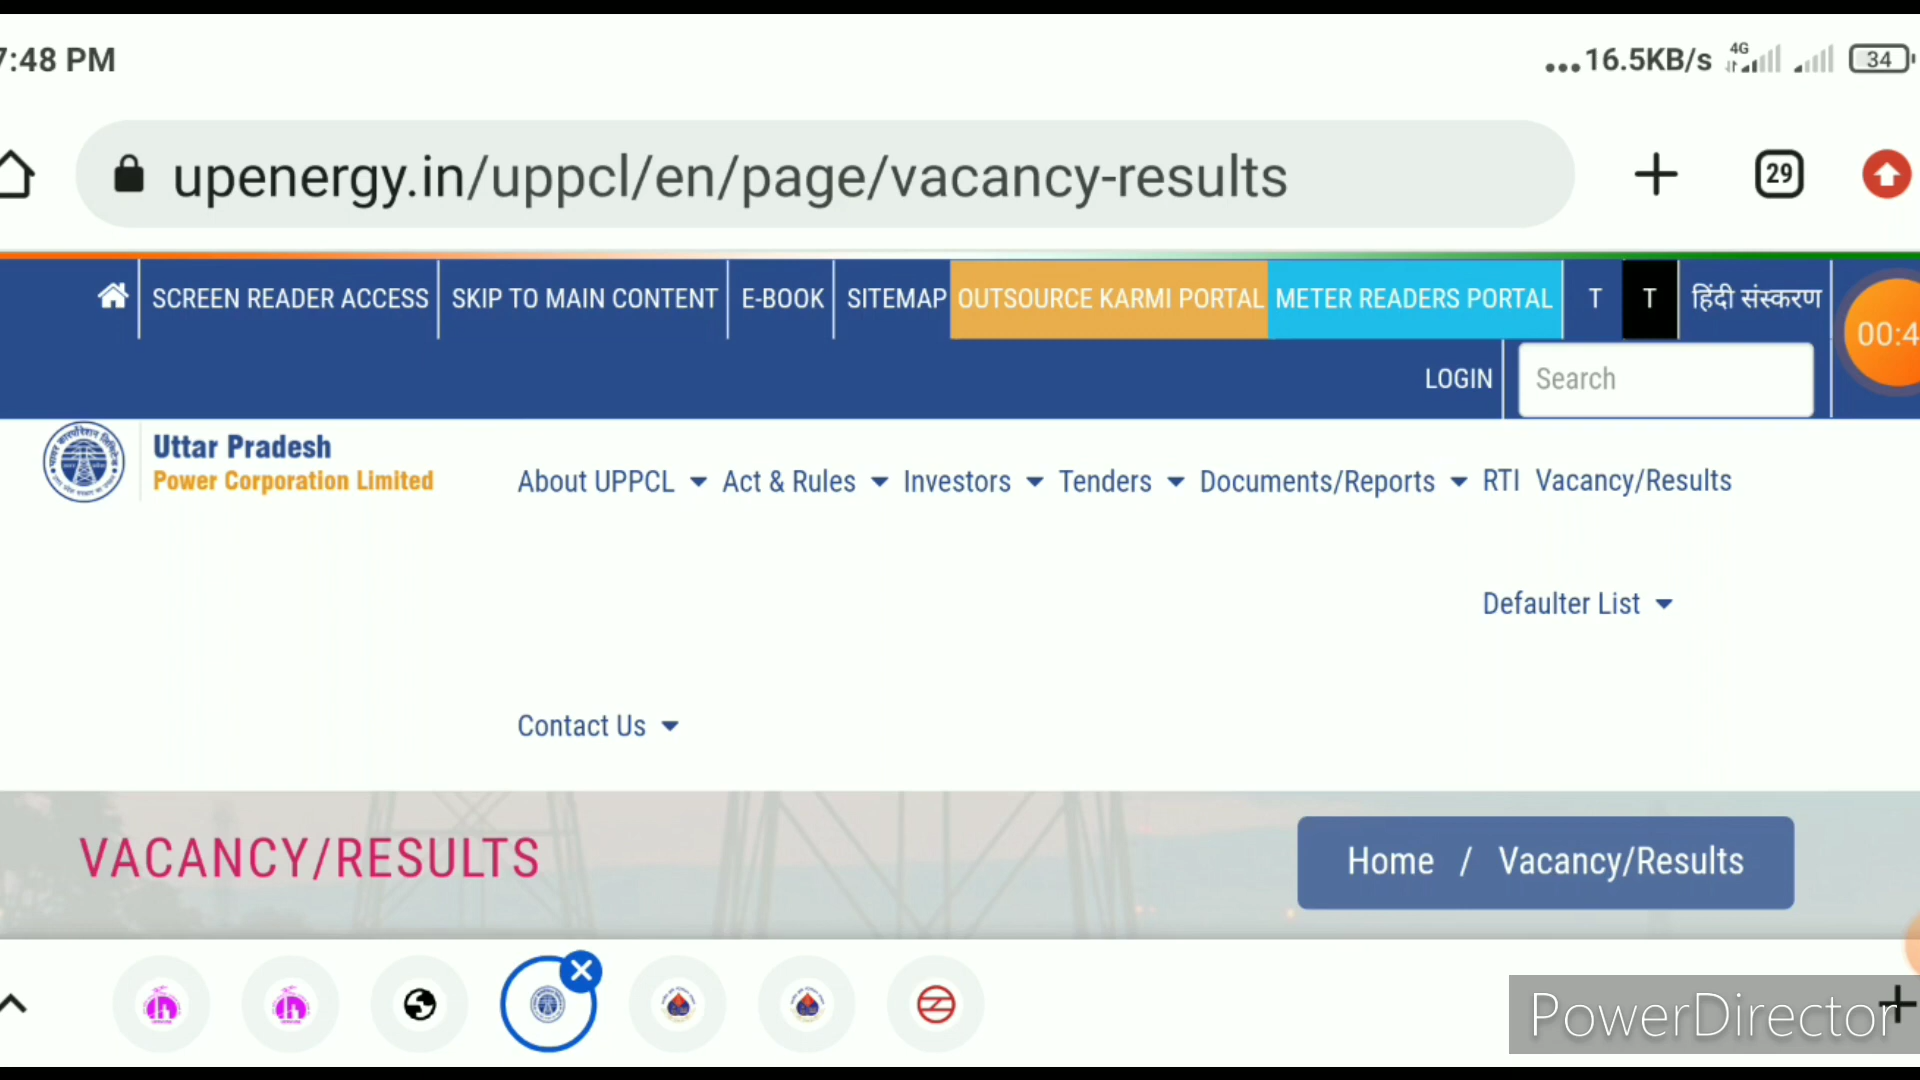 7:48 PM
...16.5KB/s 4G 34
upenergy.in/uppcl/en/page/vacancy-results
29
SCREEN READER ACCESS SKIP TO MAIN CONTENT E-BOOK SITEMAP OUTSOURCE KARMI PORTAL METER READERS PORTAL T T हिंदी संस्करण
00:4
LOGIN Search
Uttar Pradesh
Power Corporation Limited
About UPPCL Act & Rules Investors Tenders Documents/Reports RTI Vacancy/Results
Defaulter List
Contact Us
VACANCY/RESULTS
Home / Vacancy/Results
PowerDirector